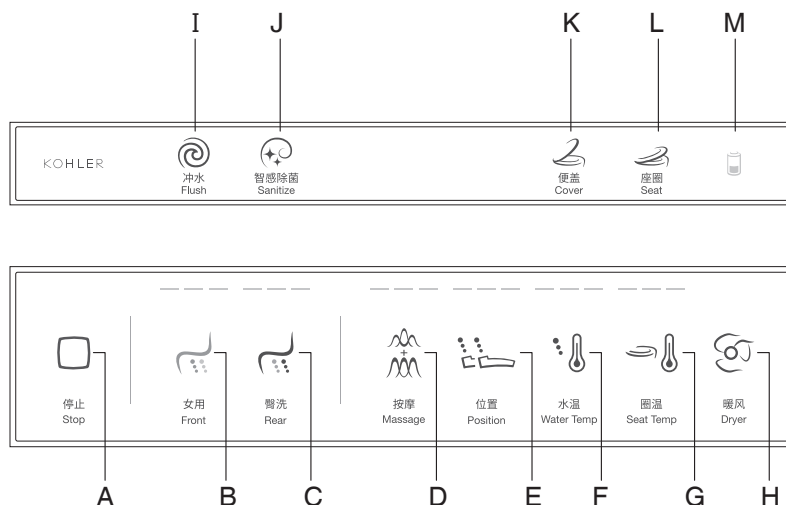 I J K L M
KOHLER
冲水 智感除菌 便盖 座圈
Flush Sanitize Cover Seat
停止 女用 臀洗 按摩 位置 水温 圈温 暖风
Stop Front Rear Massage Position Water Temp Seat Temp Dryer
A B C D E F G H